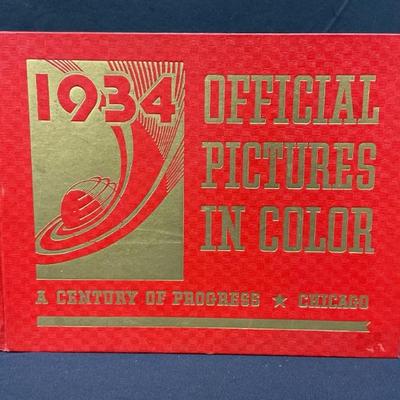 1934
OFFICIAL
PICTURES
IN COLOR
A CENTURY OF PROGRESS ★ CHICAGO